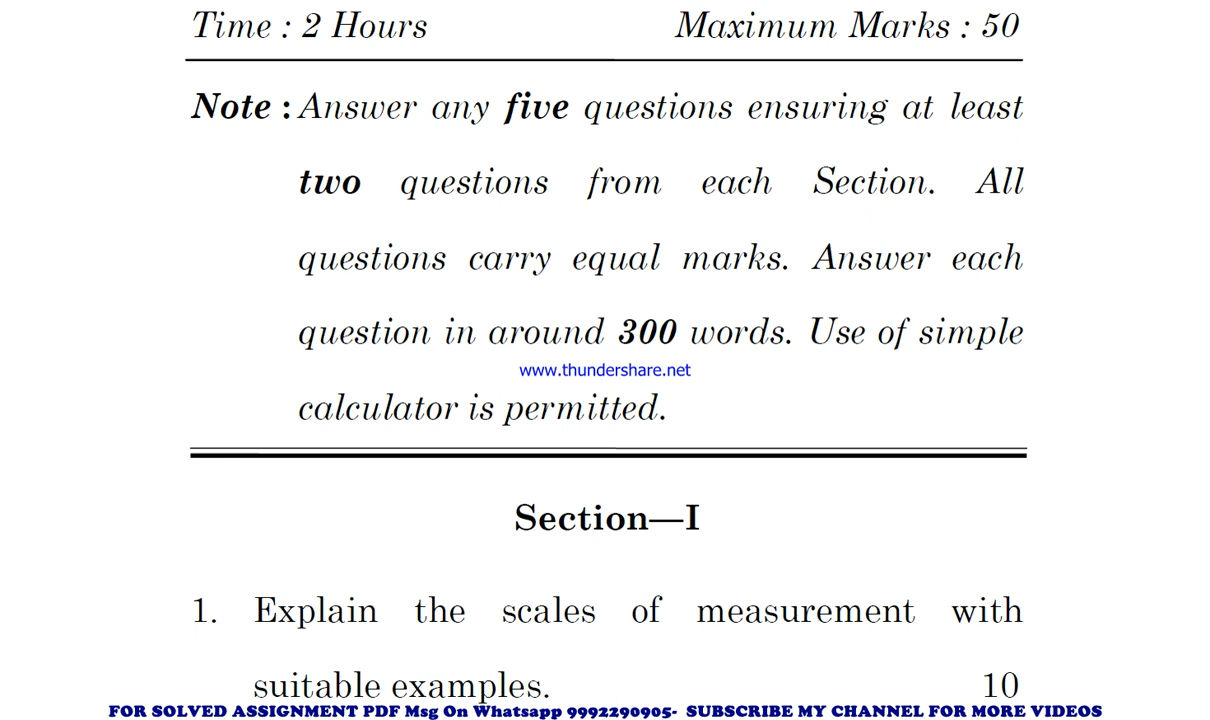 Time : 2 Hours Maximum Marks : 50
Note : Answer any five questions ensuring at least
two questions from each Section. All
questions carry equal marks. Answer each
question in around 300 words. Use of simple
www.thundershare.net
calculator is permitted.
Section—I
1. Explain the scales of measurement with
suitable examples. 10
FOR SOLVED ASSIGNMENT PDF Msg On Whatsapp 9992290905- SUBSCRIBE MY CHANNEL FOR MORE VIDEOS